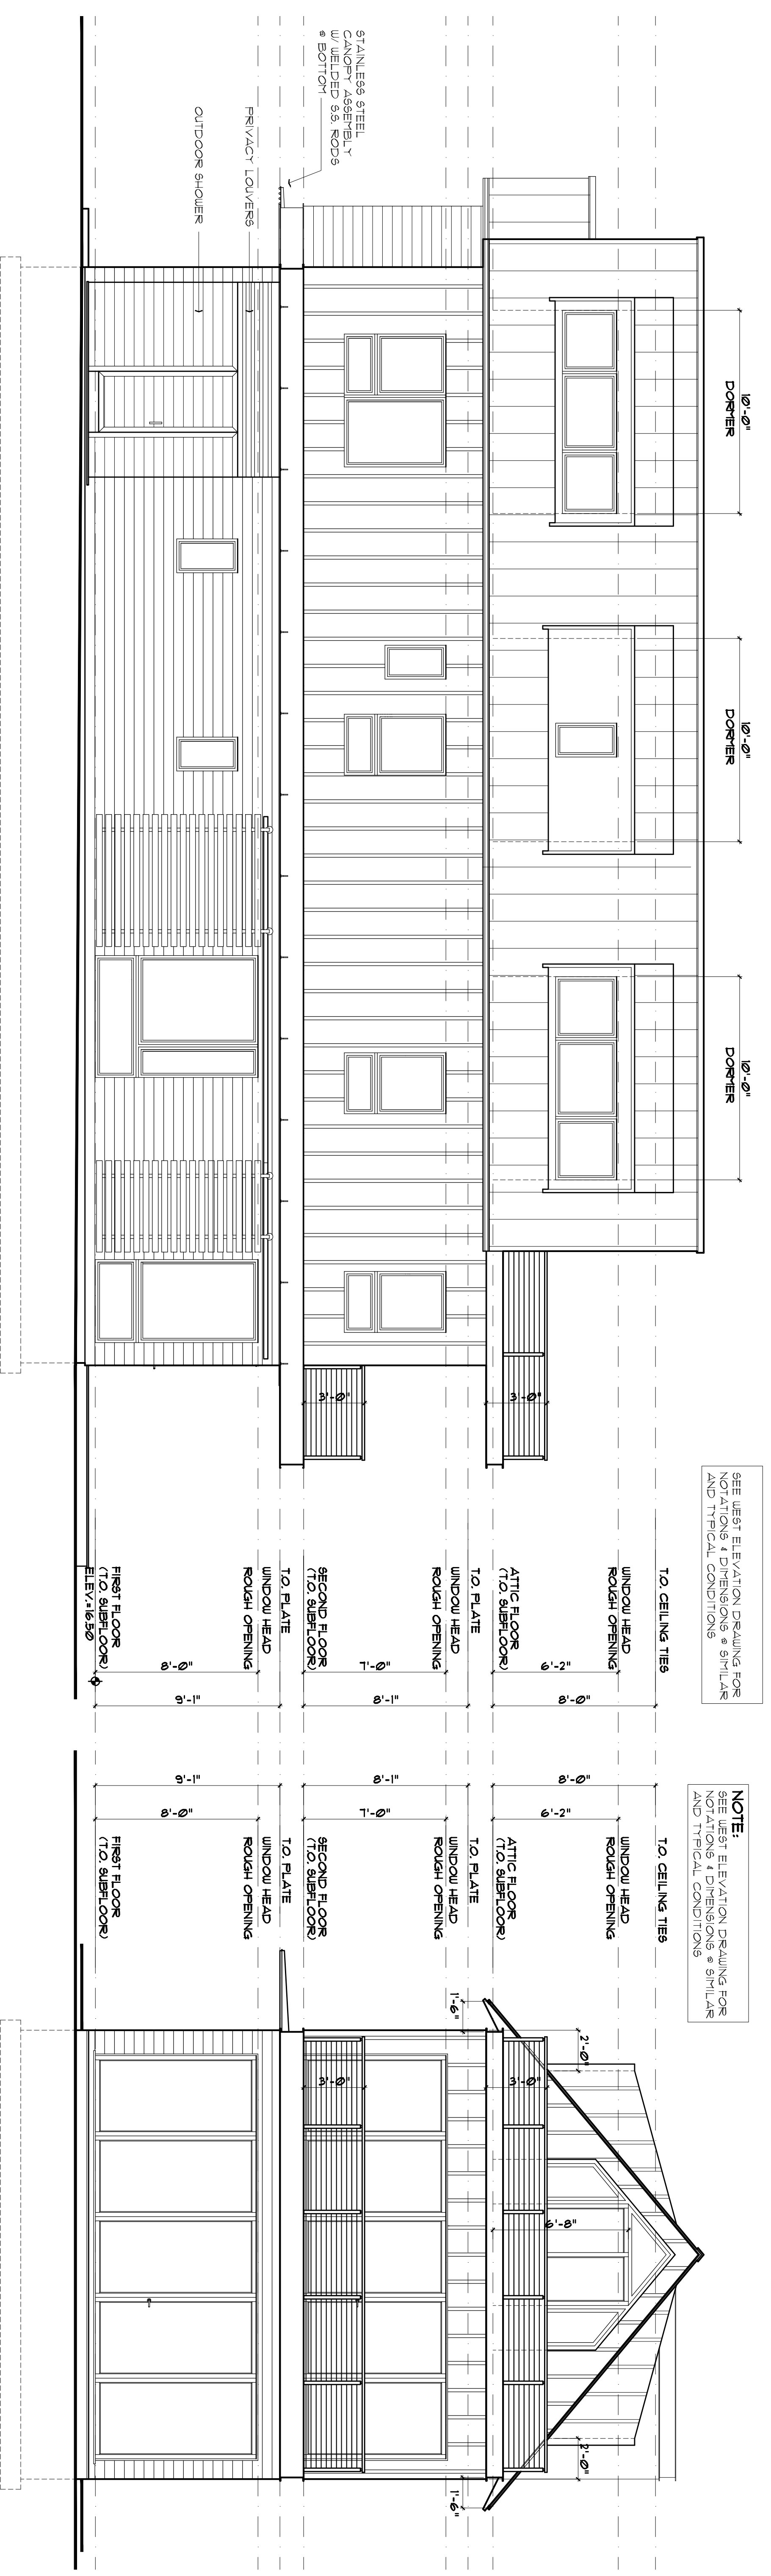 10'-0"
DORMER
10'-0"
DORMER
10'-0"
DORMER
STAINLESS STEEL
CANOPY ASSEMBLY
W/ WELDED S.S. RODS
@ BOTTOM
PRIVACY LOUVERS
OUTDOOR SHOWER
3'-0"
3'-0"
SEE WEST ELEVATION DRAWING FOR
NOTATIONS & DIMENSIONS @ SIMILAR
AND TYPICAL CONDITIONS
T.O. CEILING TIES
WINDOW HEAD
ROUGH OPENING
ATTIC FLOOR
(T.O. SUBFLOOR)
T.O. PLATE
WINDOW HEAD
ROUGH OPENING
SECOND FLOOR
(T.O. SUBFLOOR)
T.O. PLATE
WINDOW HEAD
ROUGH OPENING
FIRST FLOOR
(T.O. SUBFLOOR)
ELEV.=16.50
6'-2"
8'-0"
7'-0"
8'-1"
8'-0"
9'-1"
NOTE:
SEE WEST ELEVATION DRAWING FOR
NOTATIONS & DIMENSIONS @ SIMILAR
AND TYPICAL CONDITIONS
8'-0"
6'-2"
8'-1"
7'-0"
9'-1"
8'-0"
T.O. CEILING TIES
WINDOW HEAD
ROUGH OPENING
ATTIC FLOOR
(T.O. SUBFLOOR)
T.O. PLATE
WINDOW HEAD
ROUGH OPENING
SECOND FLOOR
(T.O. SUBFLOOR)
T.O. PLATE
WINDOW HEAD
ROUGH OPENING
FIRST FLOOR
(T.O. SUBFLOOR)
1'-6"
2'-0"
3'-0"
3'-0"
6'-8"
2'-0"
1'-6"